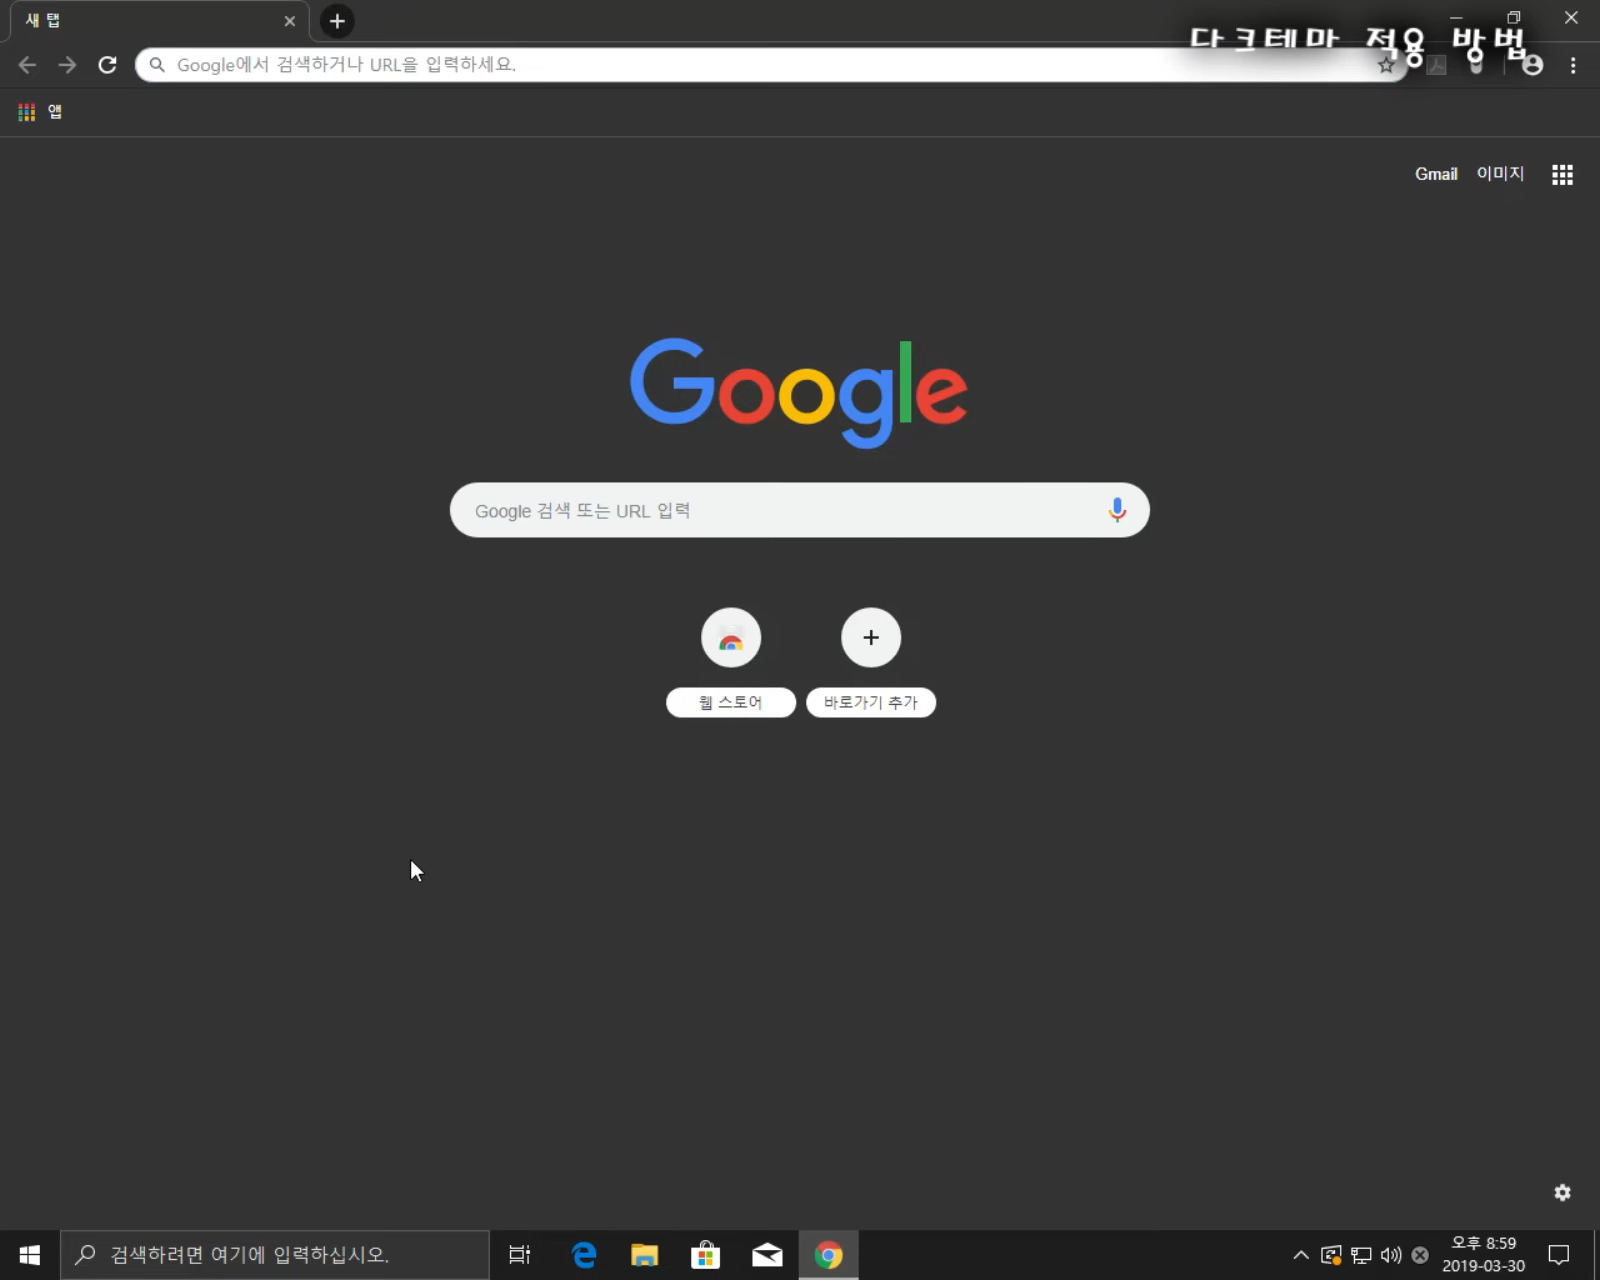 새 탭
다크테마 적용 방법
Google에서 검색하거나 URL을 입력하세요.
앱
Gmail 이미지
Google
Google 검색 또는 URL 입력
웹 스토어 바로가기 추가
검색하려면 여기에 입력하십시오.
오후 8:59
2019-03-30